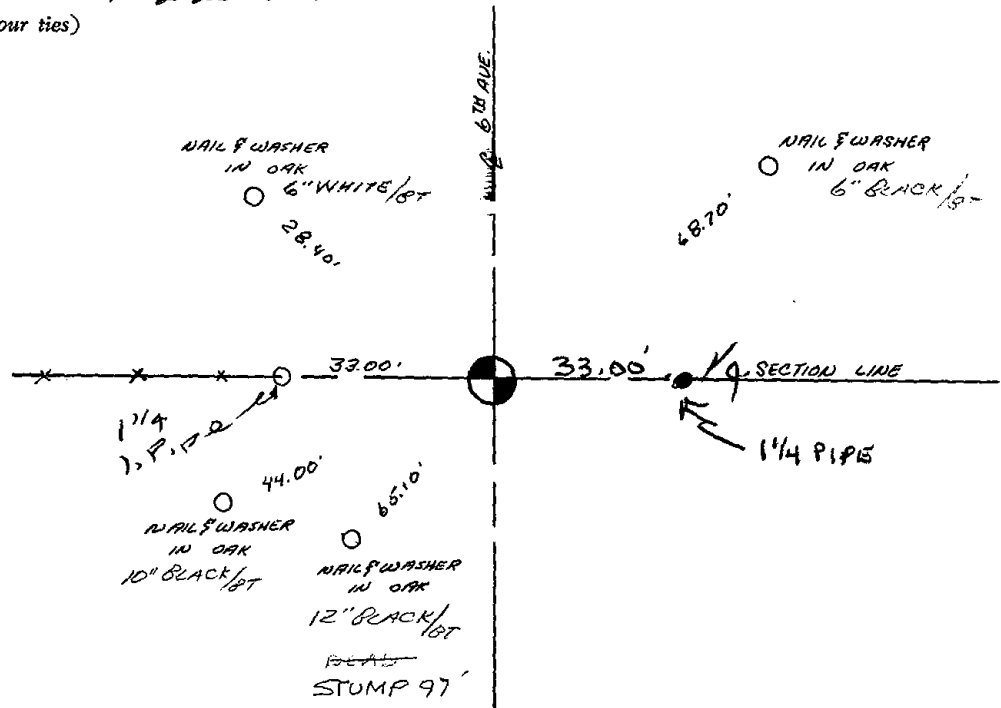 our ties)
6TH AVE.
NAIL & WASHER
IN OAK
6" WHITE/BT
28.40'
NAIL & WASHER
IN OAK
6" BLACK/BT
68.70'
33.00'
33.00'
1/4 SECTION LINE
1 1/4
1 1/4 PIPE
44.00'
NAIL & WASHER
IN OAK
10" BLACK/BT
65.10'
NAIL & WASHER
IN OAK
12" BLACK/BT
DEAD
STUMP 97'